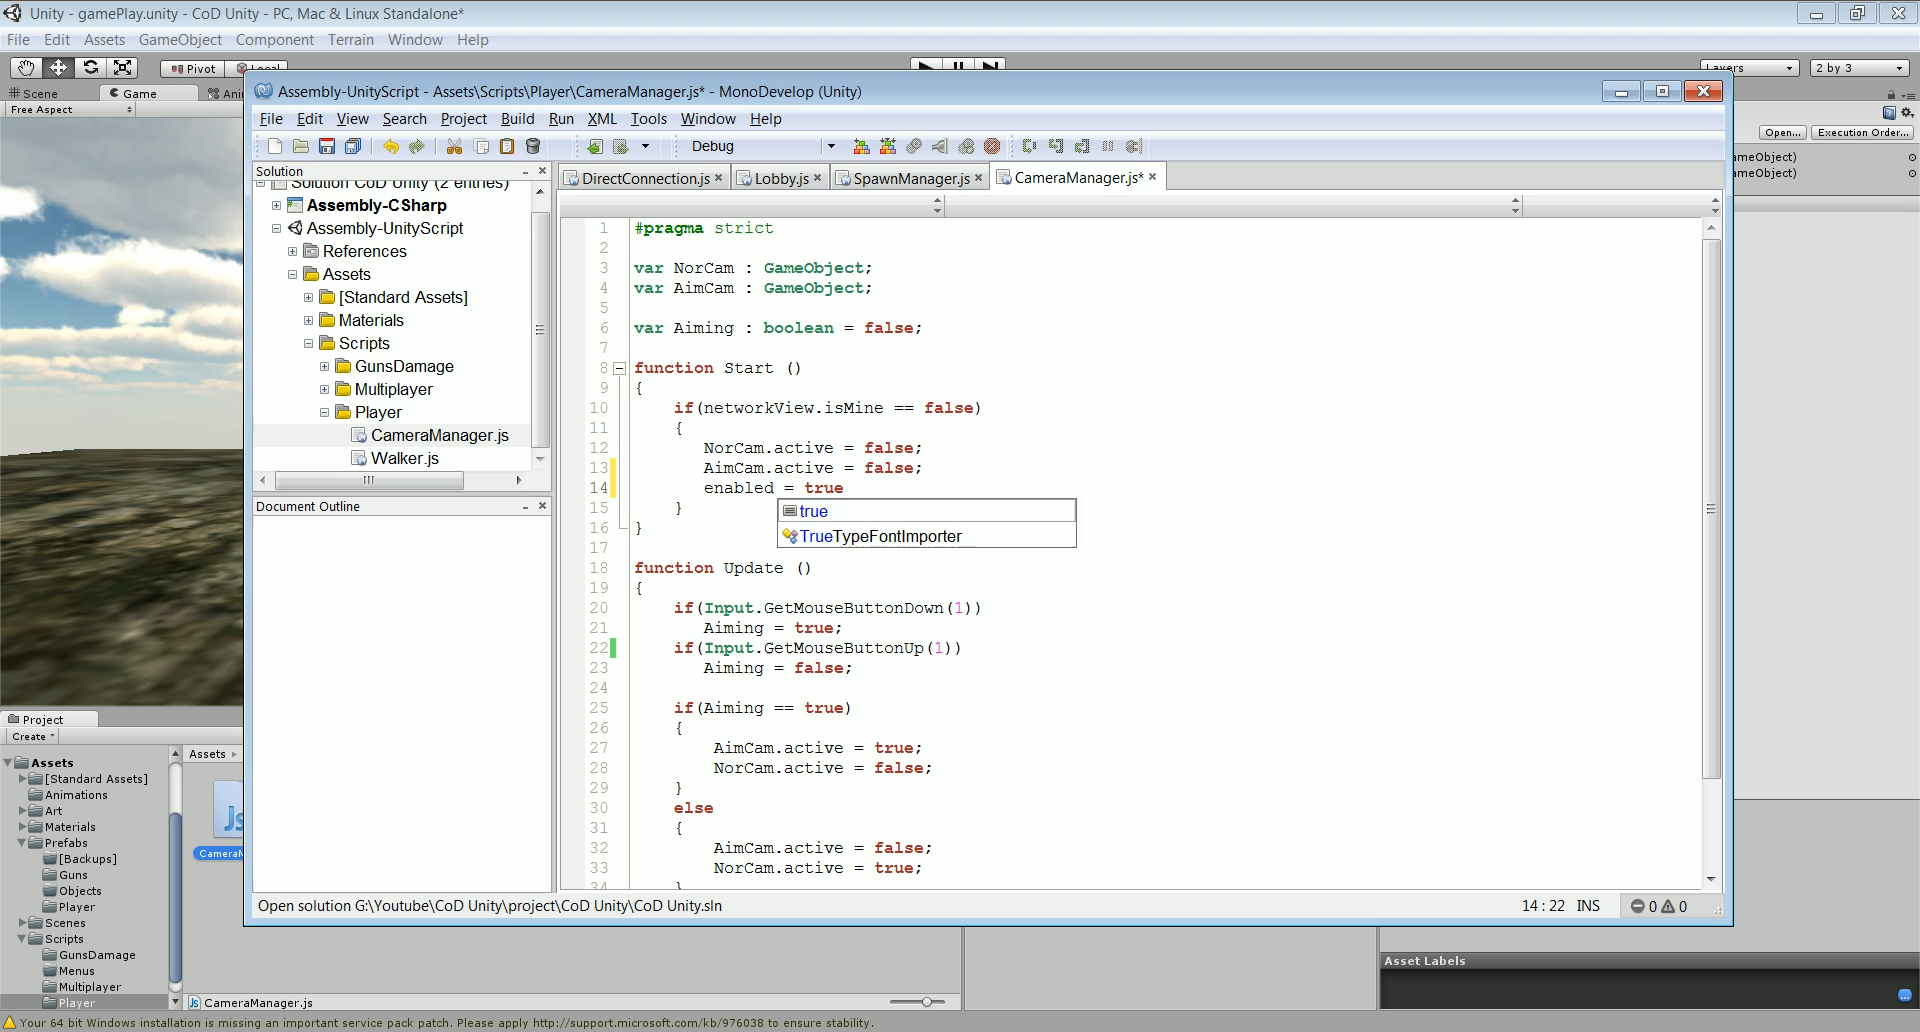 Unity - gamePlay.unity - CoD Unity - PC, Mac & Linux Standalone*
File Edit Assets GameObject Component Terrain Window Help
Pivot Local
Layers 2 by 3
Scene Game
Free Aspect
Open... Execution Order...
ameObject)
ameObject)
Assembly-UnityScript - Assets\Scripts\Player\CameraManager.js* - MonoDevelop (Unity)
File Edit View Search Project Build Run XML Tools Window Help
Debug
Solution
Solution CoD Unity (2 entries)
Assembly-CSharp
Assembly-UnityScript
References
Assets
[Standard Assets]
Materials
Scripts
GunsDamage
Multiplayer
Player
CameraManager.js
Walker.js
Document Outline
DirectConnection.js Lobby.js SpawnManager.js CameraManager.js*
1 #pragma strict
2
3 var NorCam : GameObject;
4 var AimCam : GameObject;
5
6 var Aiming : boolean = false;
7
8 function Start ()
9 {
10 if(networkView.isMine == false)
11 {
12 NorCam.active = false;
13 AimCam.active = false;
14 enabled = true
15 }
16 }
17
18 function Update ()
19 {
20 if(Input.GetMouseButtonDown(1))
21 Aiming = true;
22 if(Input.GetMouseButtonUp(1))
23 Aiming = false;
24
25 if(Aiming == true)
26 {
27 AimCam.active = true;
28 NorCam.active = false;
29 }
30 else
31 {
32 AimCam.active = false;
33 NorCam.active = true;
34 }
true
TrueTypeFontImporter
Open solution G:\Youtube\CoD Unity\project\CoD Unity\CoD Unity.sln
14 : 22 INS 0 0
Project
Create
Assets
[Standard Assets]
Animations
Art
Materials
Prefabs
[Backups]
Guns
Objects
Player
Scenes
Scripts
GunsDamage
Menus
Multiplayer
Player
Assets
CameraM
CameraManager.js
Asset Labels
Your 64 bit Windows installation is missing an important service pack patch. Please apply http://support.microsoft.com/kb/976038 to ensure stability.